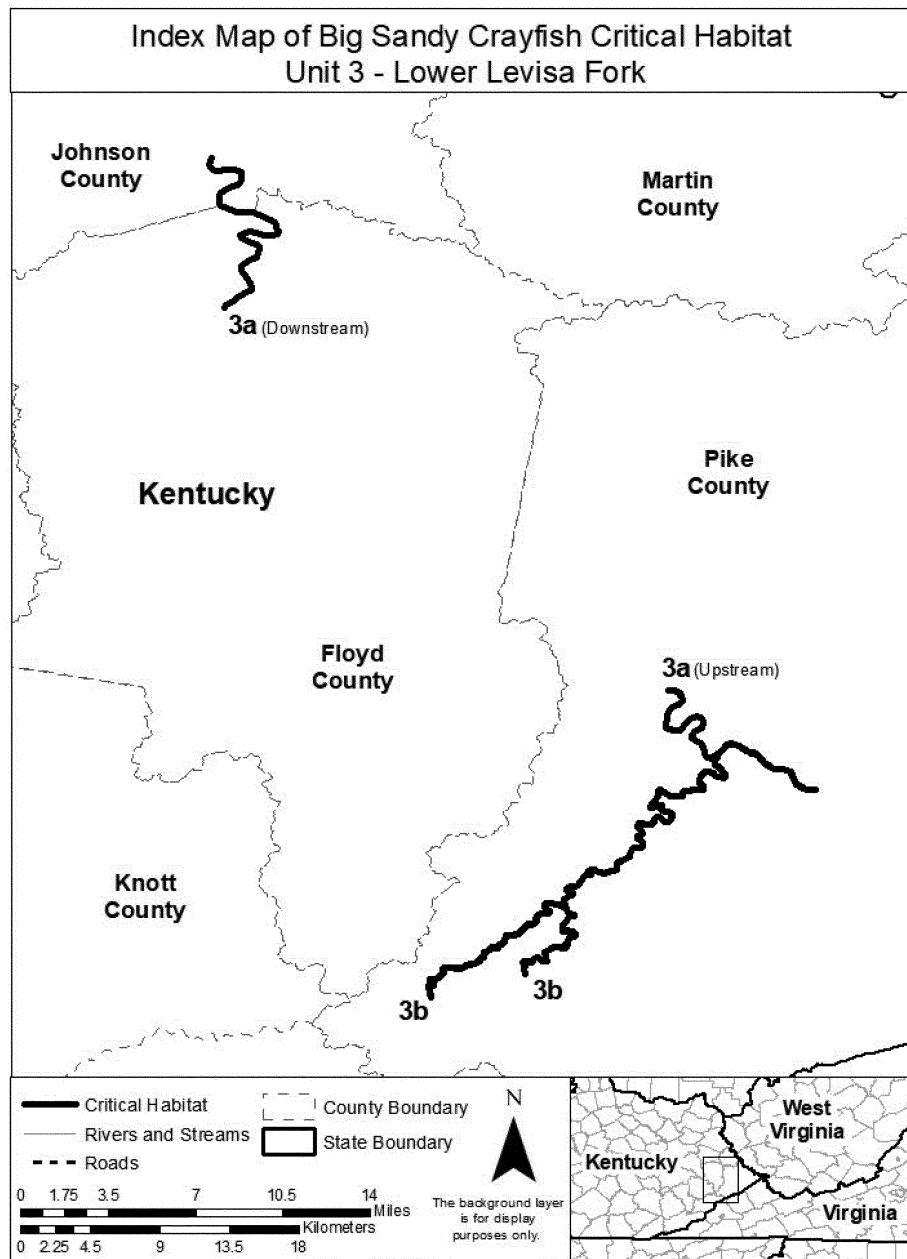 Index Map of Big Sandy Crayfish Critical Habitat
Unit 3 - Lower Levisa Fork
Johnson
County
Martin
County
3a (Downstream)
Pike
County
Kentucky
Floyd
County
3a (Upstream)
Knott
County
3b
3b
Critical Habitat
Rivers and Streams
Roads
County Boundary
State Boundary
0 1.75 3.5 7 10.5 14
Miles
Kilometers
0 2.25 4.5 9 13.5 18
N
The background layer
is for display
purposes only.
West
Virginia
Kentucky
Virginia